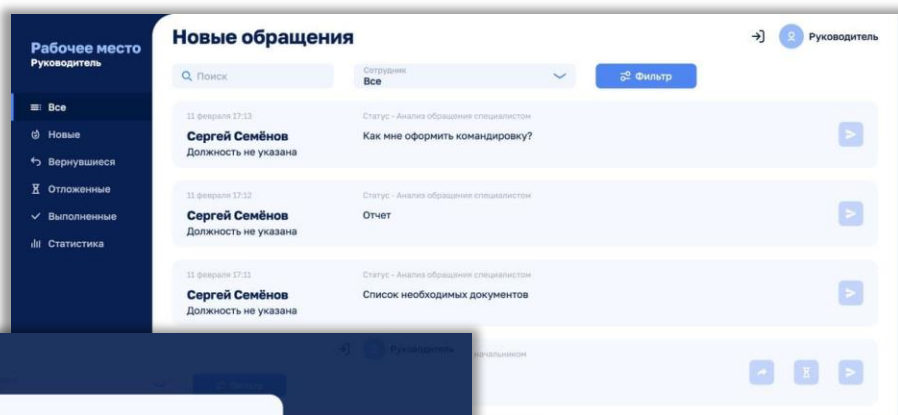 Рабочее место
Руководитель
Все
Новые
Вернувшиеся
Отложенные
Выполненные
Статистика
Новые обращения
Руководитель
Поиск
Сотрудник
Все
Фильтр
11 февраля 17:13
Статус - Анализ обращения специалистом
Сергей Семёнов
Как мне оформить командировку?
Должность не указана
11 февраля 17:12
Статус - Анализ обращения специалистом
Сергей Семёнов
Отчет
Должность не указана
11 февраля 17:11
Статус - Анализ обращения специалистом
Сергей Семёнов
Список необходимых документов
Должность не указана
Руководитель
начальником
Фильтр